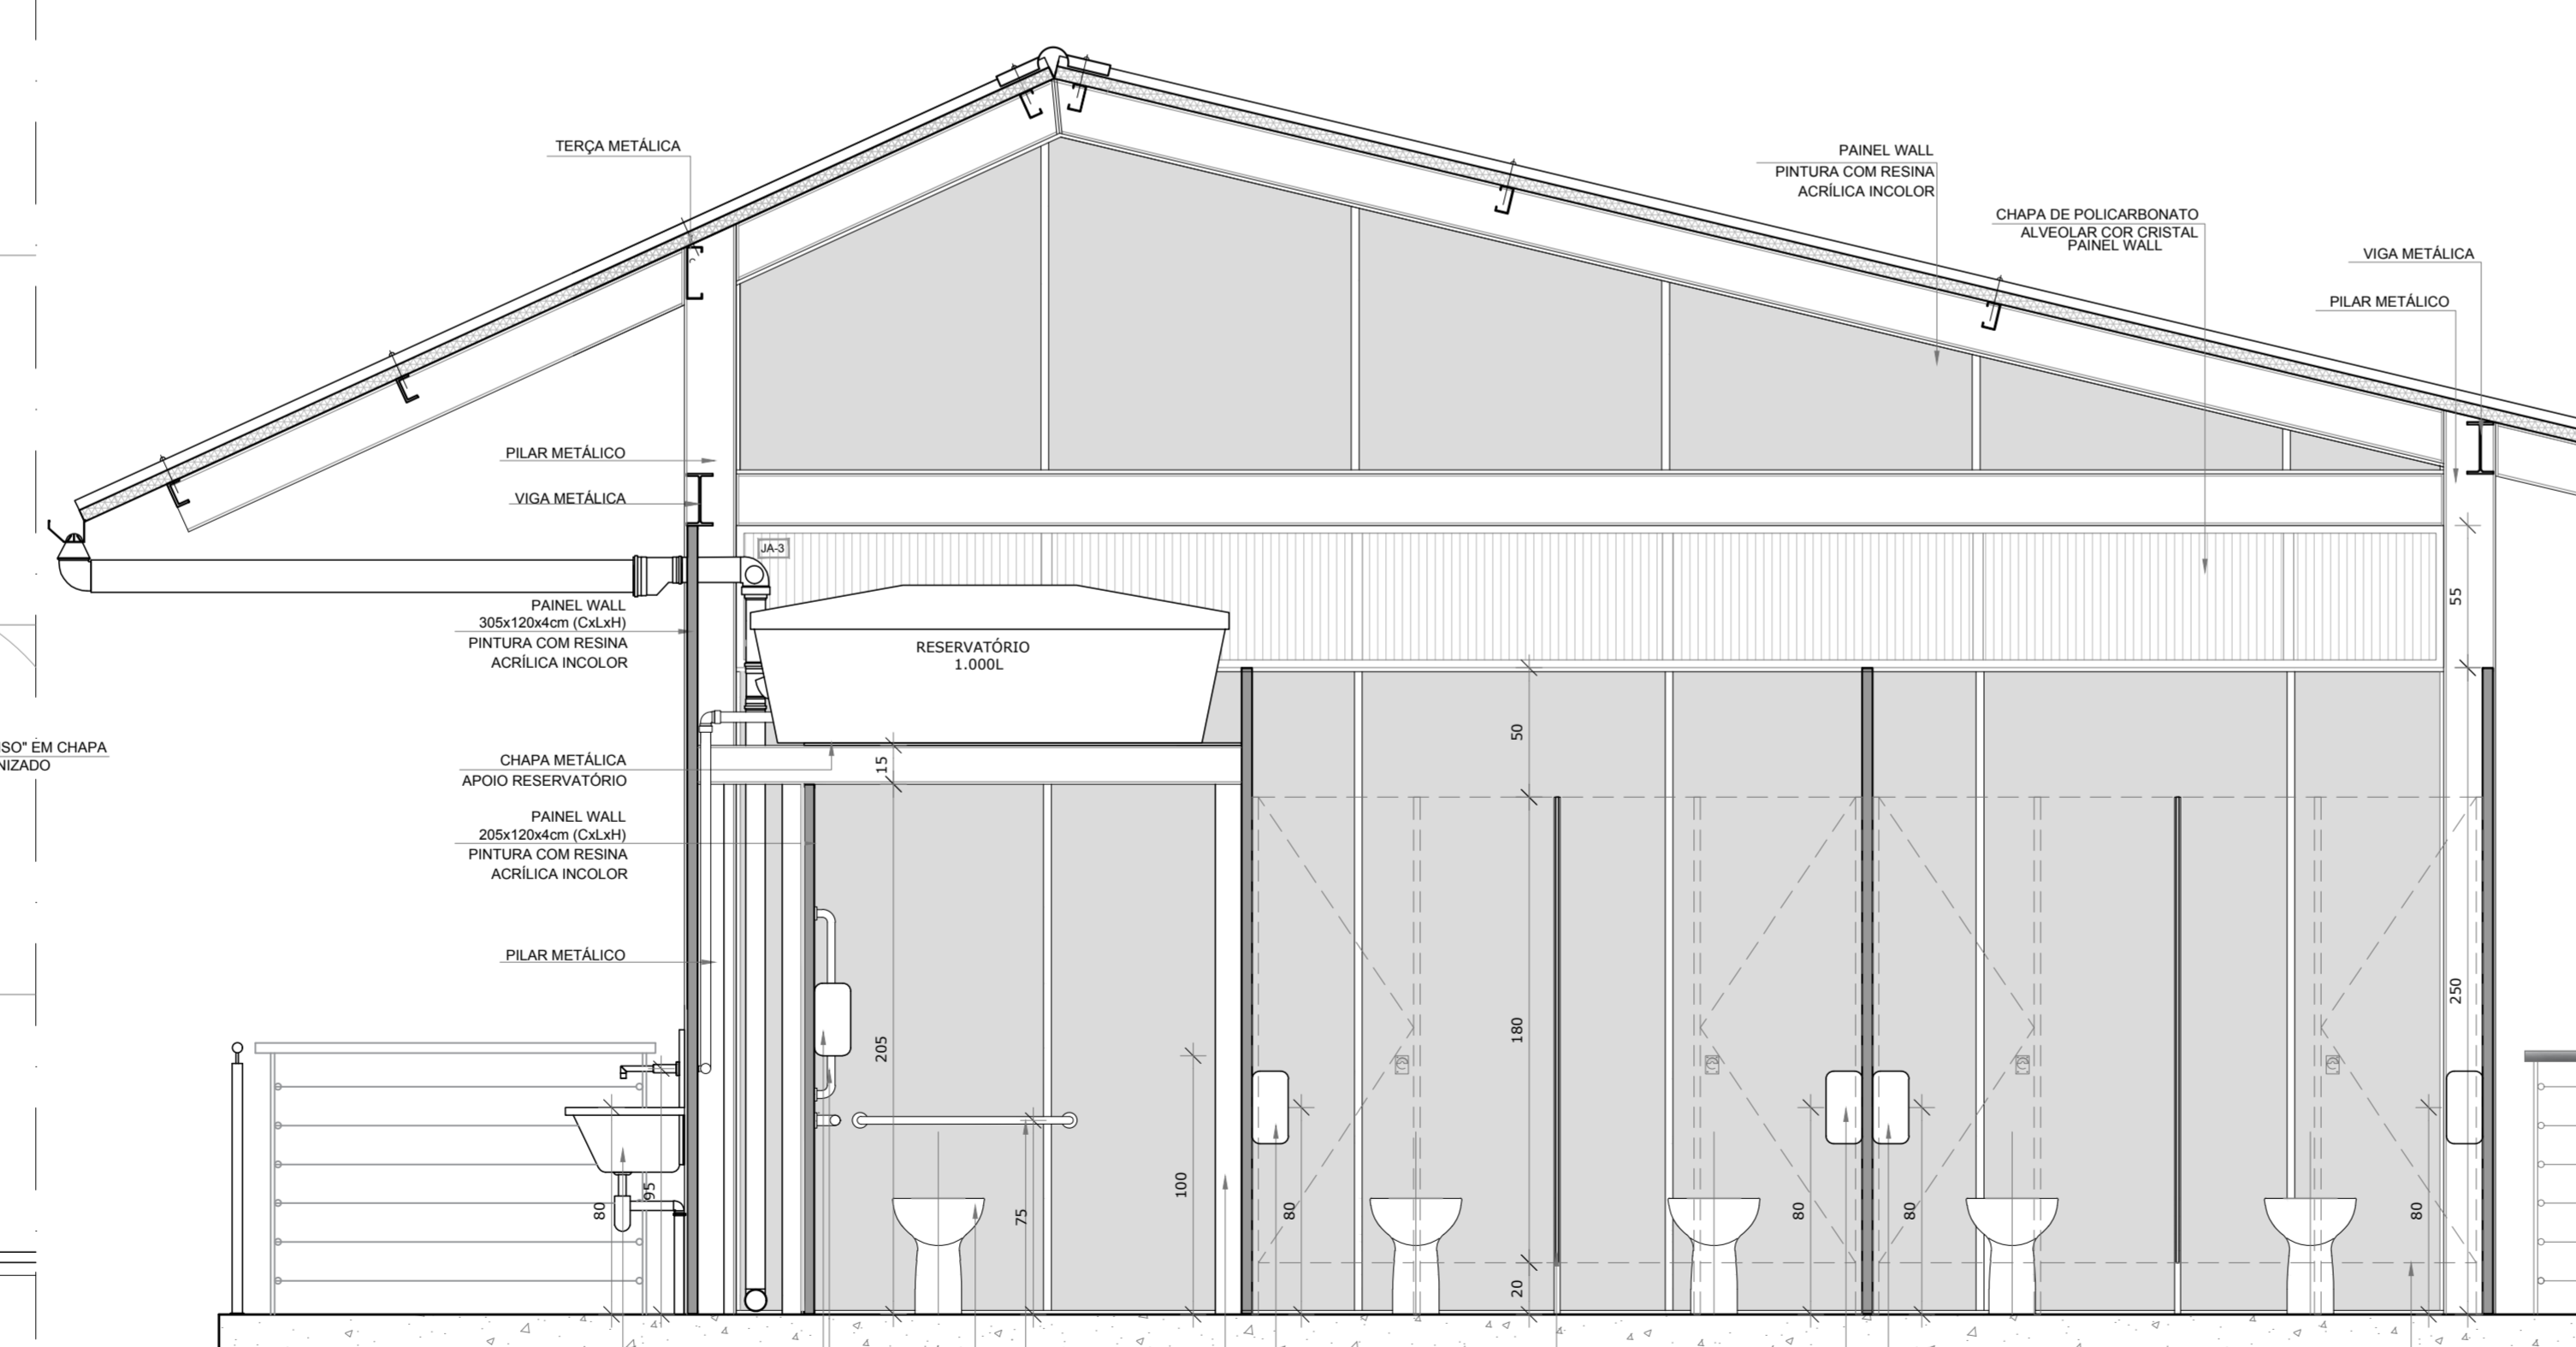 TERÇA METÁLICA
PAINEL WALL
PINTURA COM RESINA
ACRÍLICA INCOLOR
CHAPA DE POLICARBONATO
ALVEOLAR COR CRISTAL
PAINEL WALL
VIGA METÁLICA
PILAR METÁLICO
PILAR METÁLICO
VIGA METÁLICA
JA-3
PAINEL WALL
305x120x4cm (CxLxH)
PINTURA COM RESINA
ACRÍLICA INCOLOR
RESERVATÓRIO
1.000L
55
50
SO" EM CHAPA
NIZADO
CHAPA METÁLICA
APOIO RESERVATÓRIO
15
PAINEL WALL
205x120x4cm (CxLxH)
PINTURA COM RESINA
ACRÍLICA INCOLOR
PILAR METÁLICO
205
180
250
80
95
75
100
80
20
80
80
80